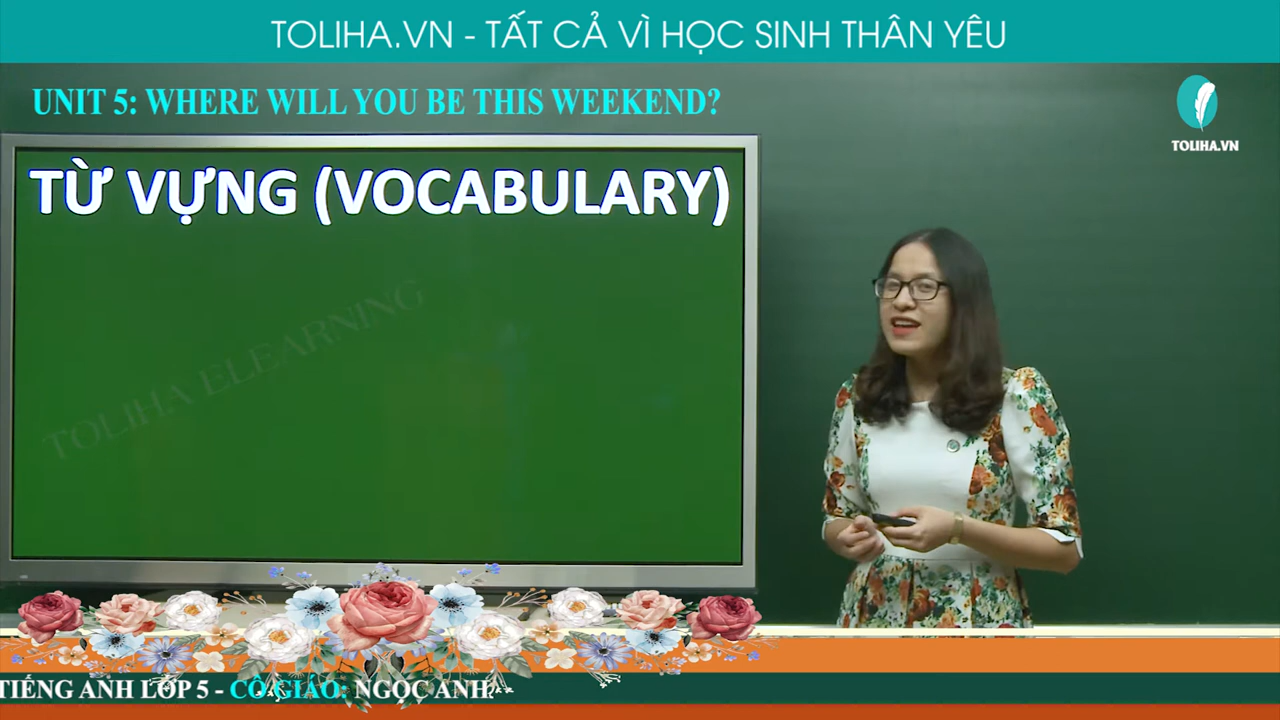 TOLIHA.VN - TẤT CẢ VÌ HỌC SINH THÂN YÊU
UNIT 5: WHERE WILL YOU BE THIS WEEKEND?
TOLIHA.VN
TỪ VỰNG (VOCABULARY)
TOLIHA ELEARNING
TIẾNG ANH LỚP 5 - CÔ GIÁO: NGỌC ANH